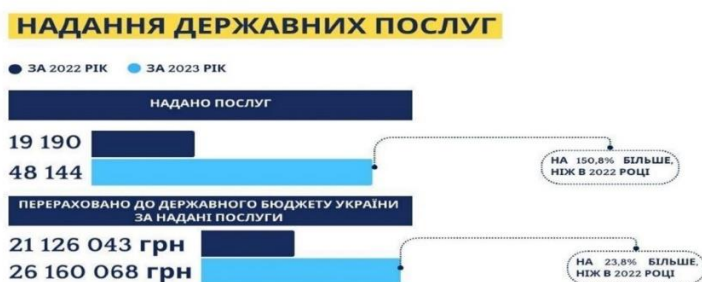 НАДАННЯ ДЕРЖАВНИХ ПОСЛУГ
ЗА 2022 РІК ЗА 2023 РІК
НАДАНО ПОСЛУГ
19 190
48 144
НА 150,8% БІЛЬШЕ,
НІЖ В 2022 РОЦІ
ПЕРЕРАХОВАНО ДО ДЕРЖАВНОГО БЮДЖЕТУ УКРАЇНИ
ЗА НАДАНІ ПОСЛУГИ
21 126 043 грн
26 160 068 грн
НА 23,8% БІЛЬШЕ,
НІЖ В 2022 РОЦІ